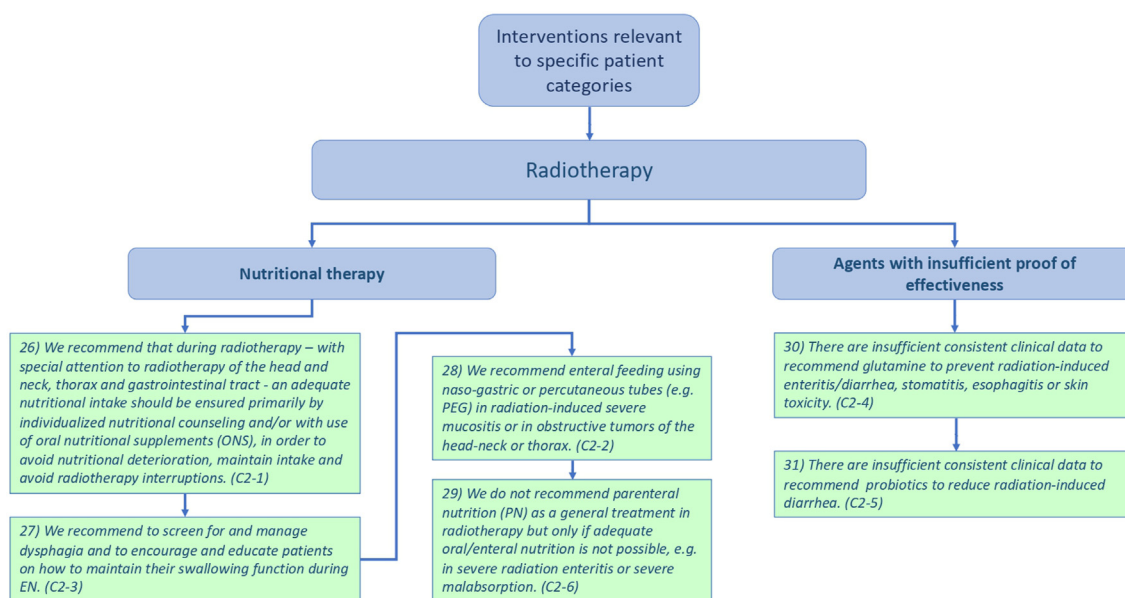 Interventions relevant
to specific patient
categories
Radiotherapy
Nutritional therapy
26) We recommend that during radiotherapy – with
special attention to radiotherapy of the head and
neck, thorax and gastrointestinal tract - an adequate
nutritional intake should be ensured primarily by
individualized nutritional counseling and/or with use
of oral nutritional supplements (ONS), in order to
avoid nutritional deterioration, maintain intake and
avoid radiotherapy interruptions. (C2-1)
27) We recommend to screen for and manage
dysphagia and to encourage and educate patients
on how to maintain their swallowing function during
EN. (C2-3)
28) We recommend enteral feeding using
naso-gastric or percutaneous tubes (e.g.
PEG) in radiation-induced severe
mucositis or in obstructive tumors of the
head-neck or thorax. (C2-2)
29) We do not recommend parenteral
nutrition (PN) as a general treatment in
radiotherapy but only if adequate
oral/enteral nutrition is not possible, e.g.
in severe radiation enteritis or severe
malabsorption. (C2-6)
Agents with insufficient proof of
effectiveness
30) There are insufficient consistent clinical data to
recommend glutamine to prevent radiation-induced
enteritis/diarrhea, stomatitis, esophagitis or skin
toxicity. (C2-4)
31) There are insufficient consistent clinical data to
recommend  probiotics to reduce radiation-induced
diarrhea. (C2-5)